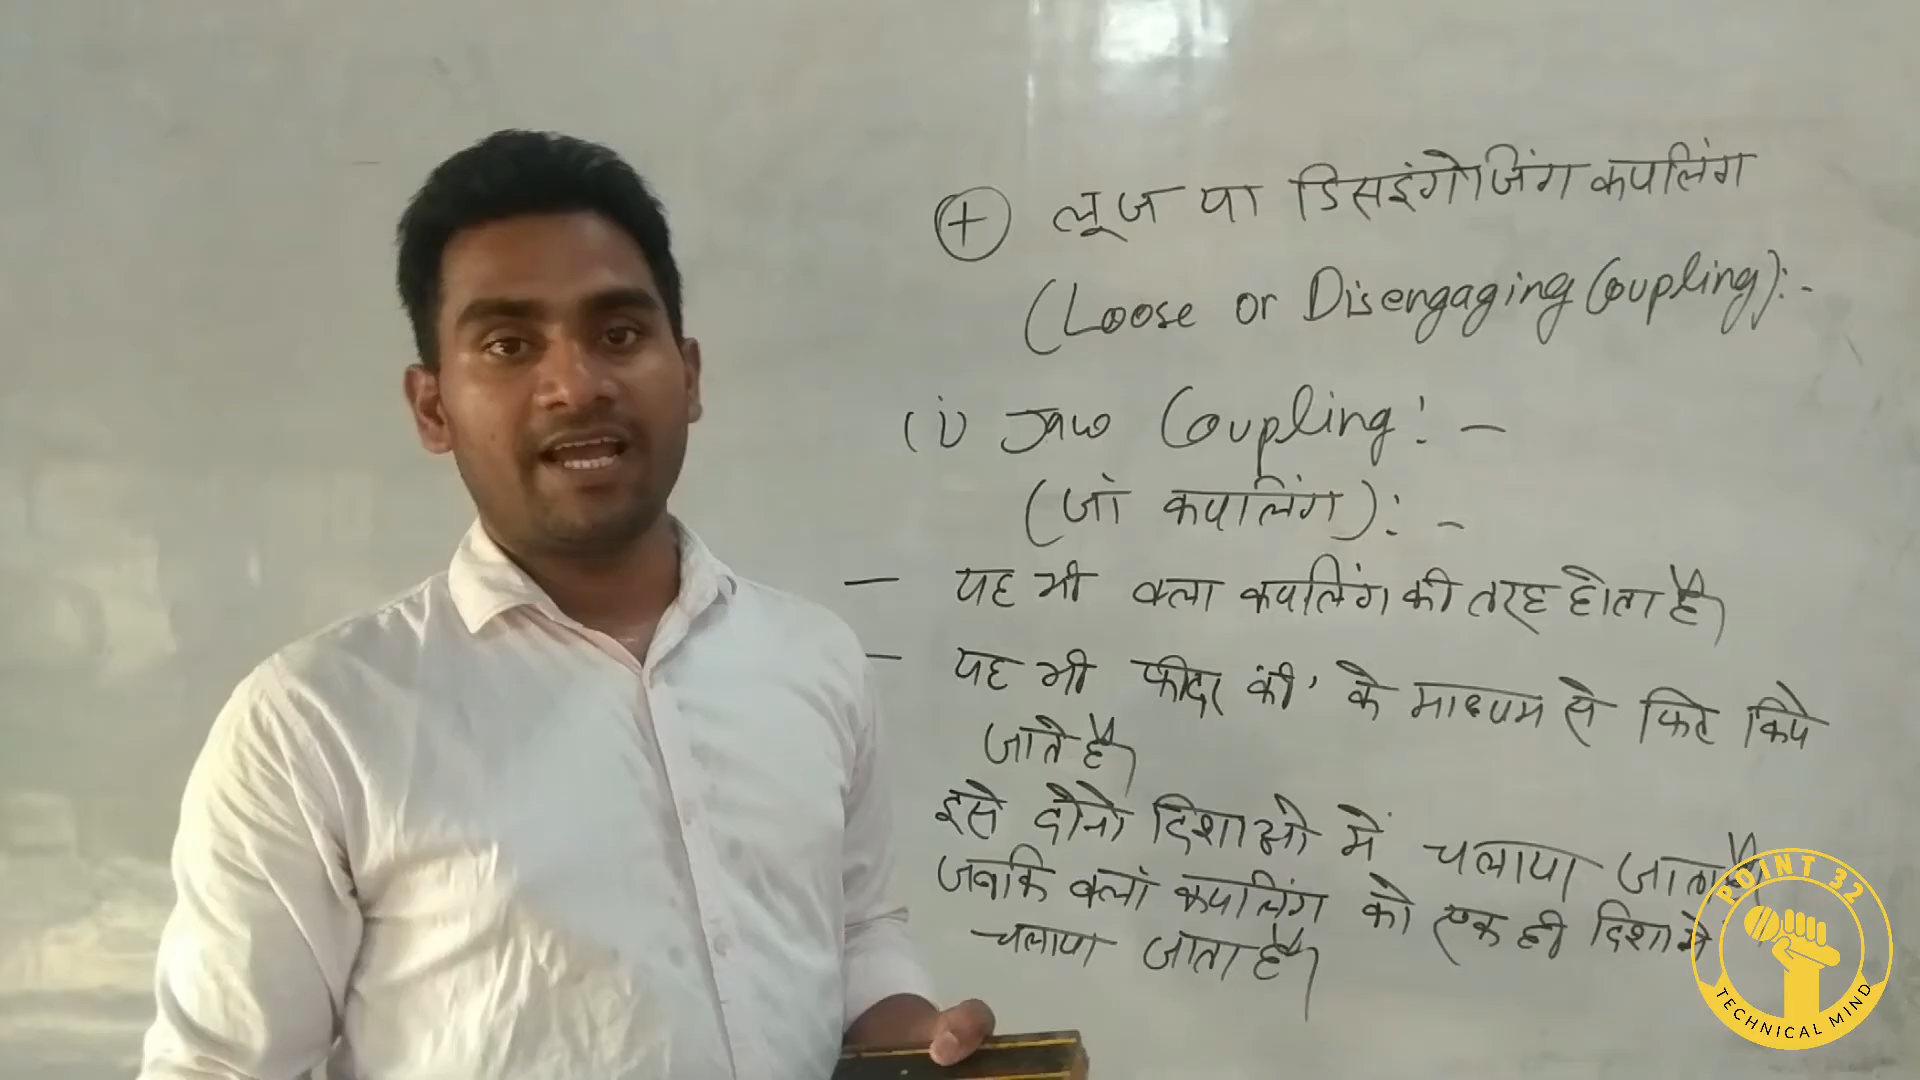 + लूज या डिसइंगेजिंग कपलिंग
(Loose or Disengaging Coupling):-
(i) Jaw Coupling:-
(जॉ कपलिंग):-
- यह भी क्ला कपलिंग की तरह होता है।
- यह भी 'फीदर की' के माध्यम से फिट किये
जाते है।
इसे दोनो दिशाओ में चलाया जाता है
जबकि क्लॉ कपलिंग को एक ही दिशा मे
चलाया जाता है।
POINT 32
TECHNICAL MIND